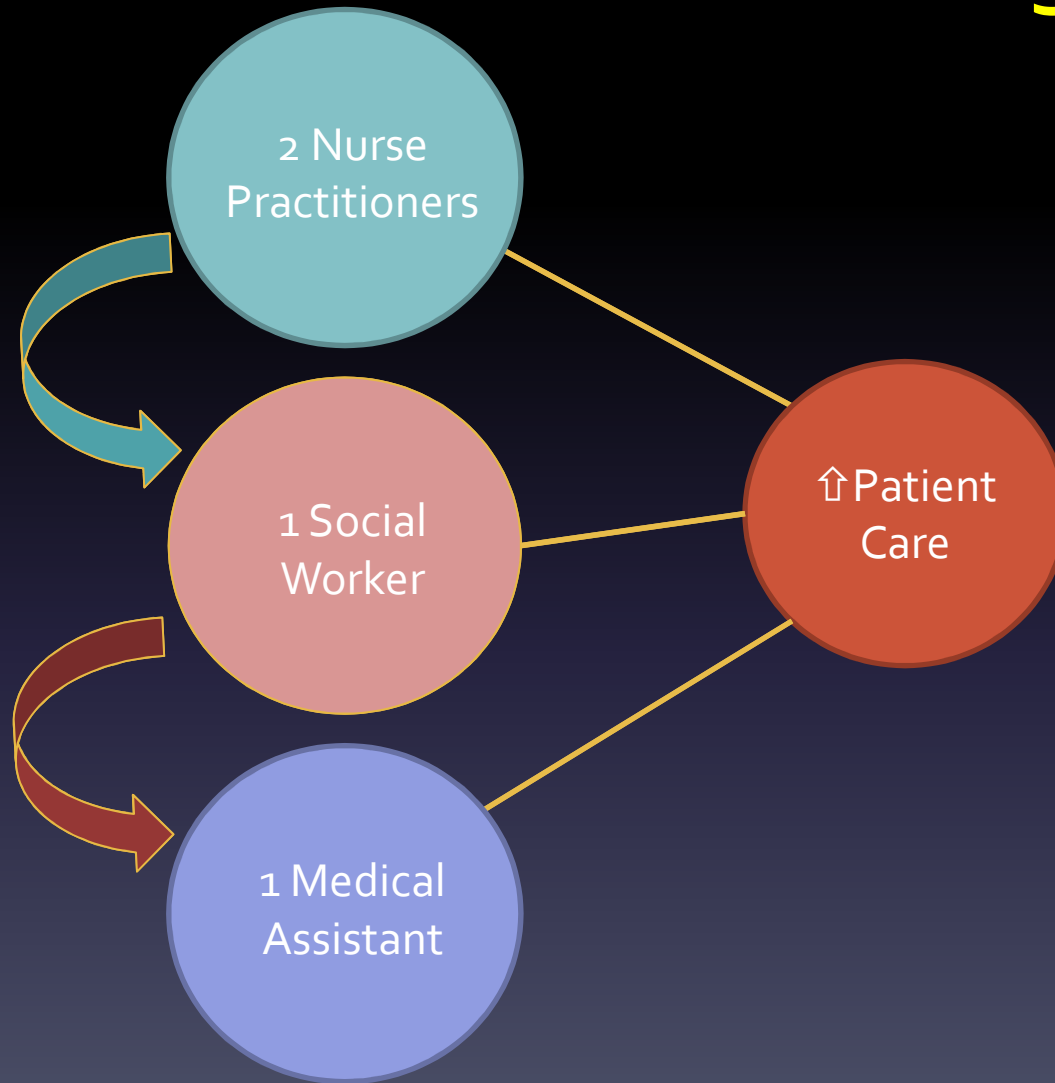 2 Nurse
Practitioners
1 Social
Worker
⇧Patient
Care
1 Medical
Assistant